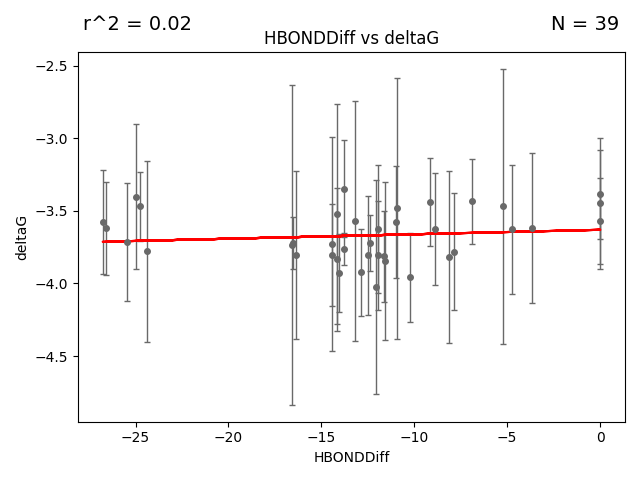 r^2 = 0.02
N = 39
HBONDDiff vs deltaG
−2.5
−3.0
−3.5
−4.0
−4.5
deltaG
−25
−20
−15
−10
−5
0
HBONDDiff